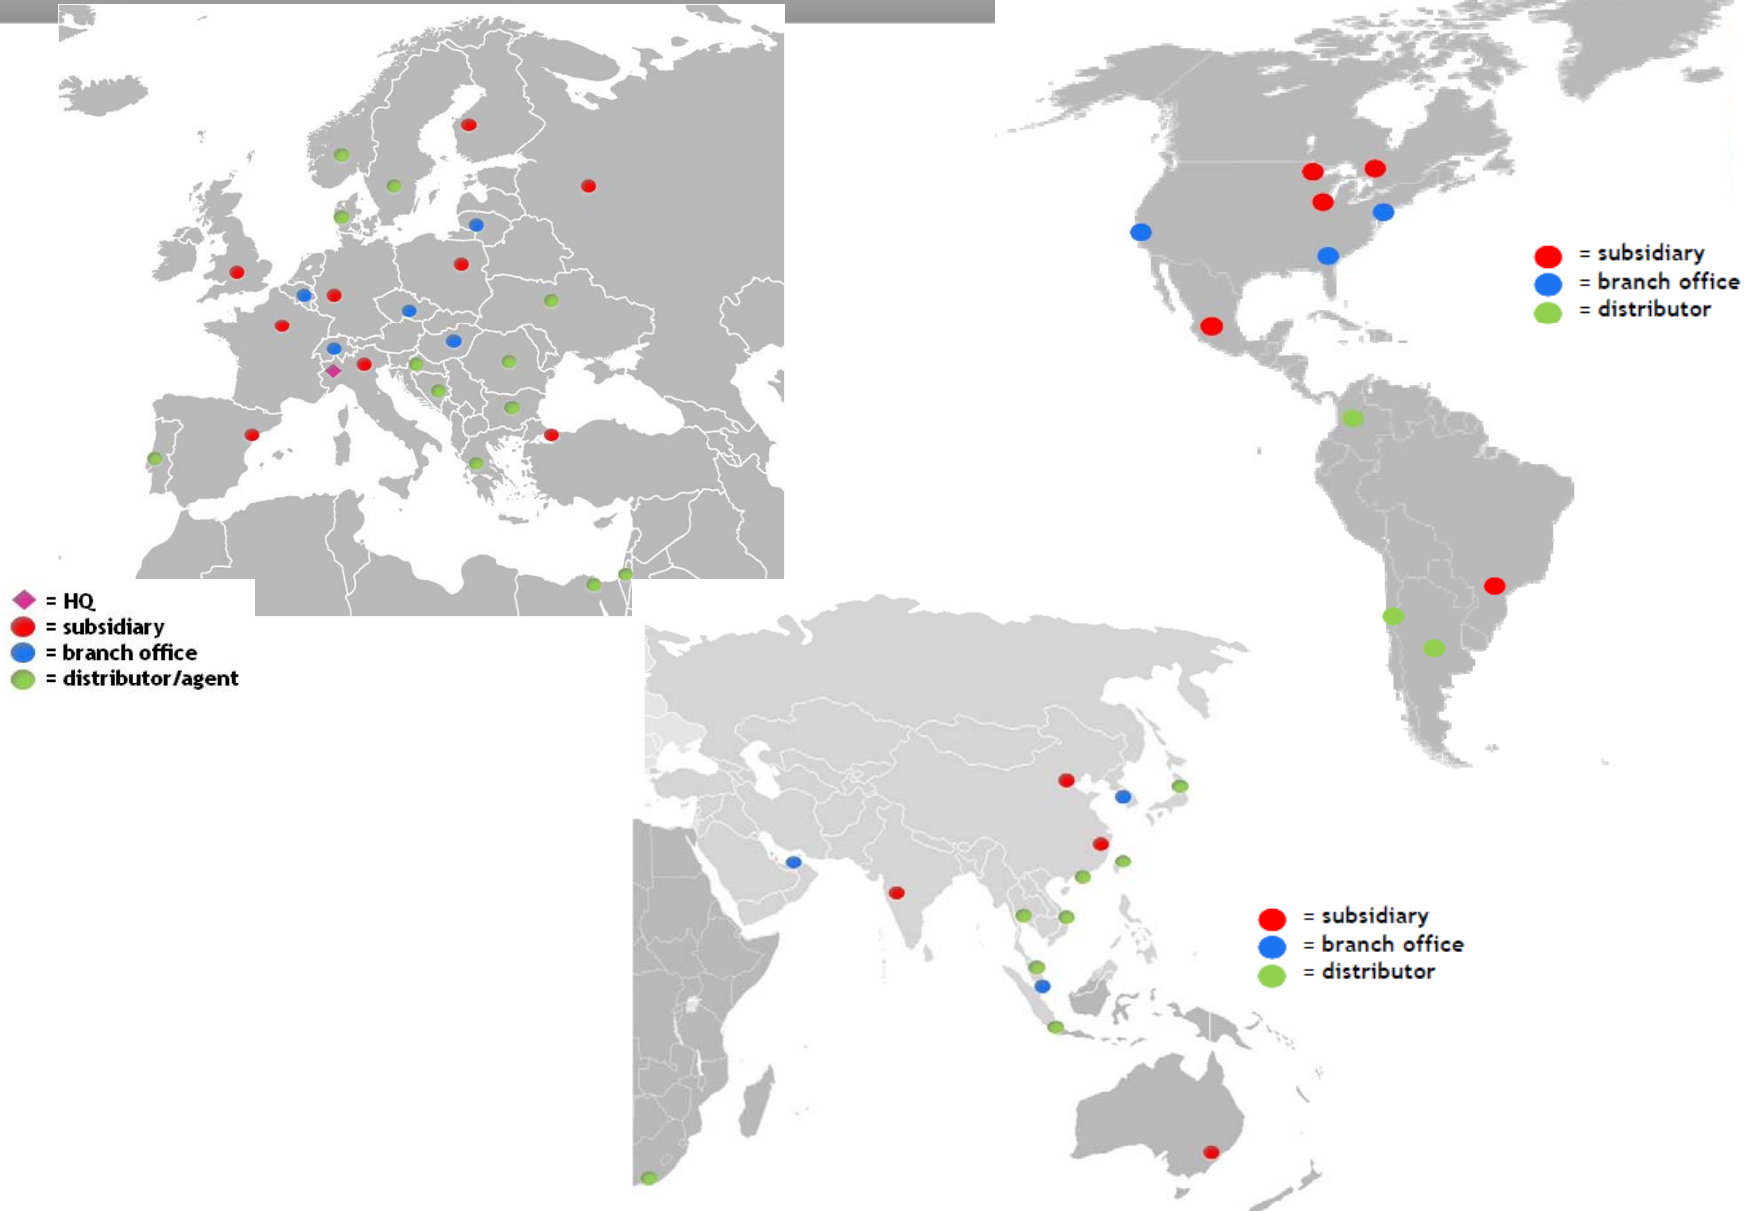 = HQ
= subsidiary
= branch office
= distributor/agent
= subsidiary
= branch office
= distributor
= subsidiary
= branch office
= distributor